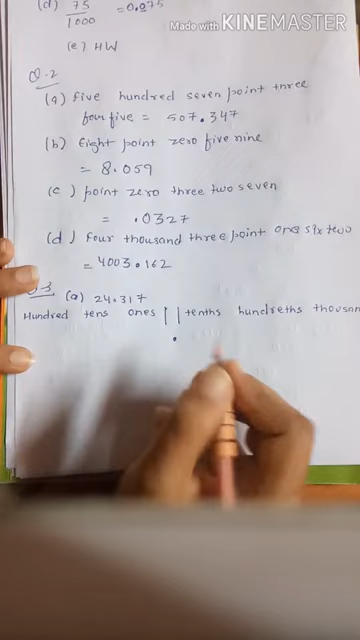 Made with KINEMASTER
(d) 75/1000 = 0.075
(e) HW
Q.2
(a) five hundred seven point three
four five = 507.347
(b) Eight point zero five nine
= 8.059
(c) point zero three two seven
= .0327
(d) four thousand three point one six two
= 4003.162
(a) 24.317
Hundred tens ones | | tenths hundreths thousan
.